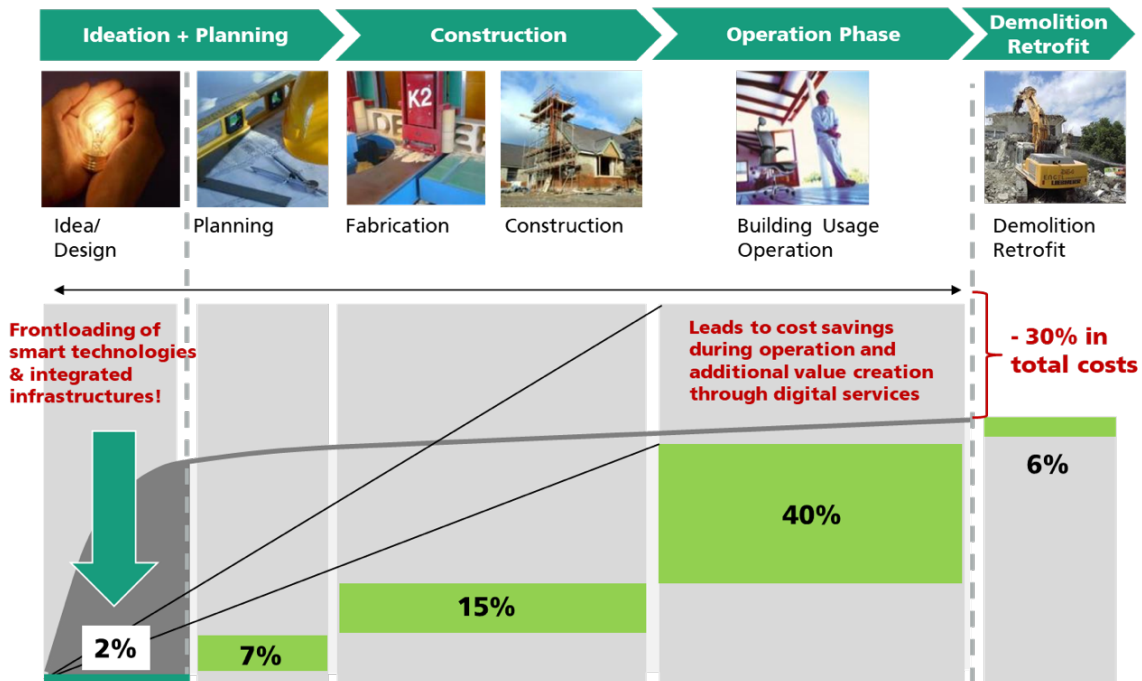 Ideation + Planning
Construction
Operation Phase
Demolition
Retrofit
K2
DE
Idea/
Design
Planning
Fabrication
Construction
Building Usage
Operation
Demolition
Retrofit
Frontloading of
smart technologies
& integrated
infrastructures!
Leads to cost savings
during operation and
additional value creation
through digital services
- 30% in
total costs
2%
7%
15%
40%
6%